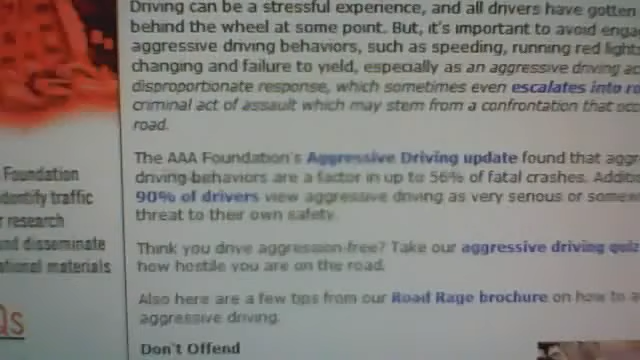 Driving can be a stressful experience, and all drivers have gotten
behind the wheel at some point. But, it's important to avoid
aggressive driving behaviors, such as speeding, running red
changing and failure to yield, especially as an aggressive driving
disproportionate response, which sometimes even escalates into
criminal act of assault which may stem from a confrontation that
road.
The AAA Foundation's Aggressive Driving update found that
driving behaviors are a factor in up to 56% of fatal crashes.
90% of drivers view aggressive driving as very serious or
threat to their own safety.
Think you drive aggression-free? Take our aggressive driving quiz
how hostile you are on the road.
Also here are a few tips from our Road Rage brochure on how to
aggressive driving.
Don't Offend
Foundation
identify traffic
research
and disseminate
materials
Qs